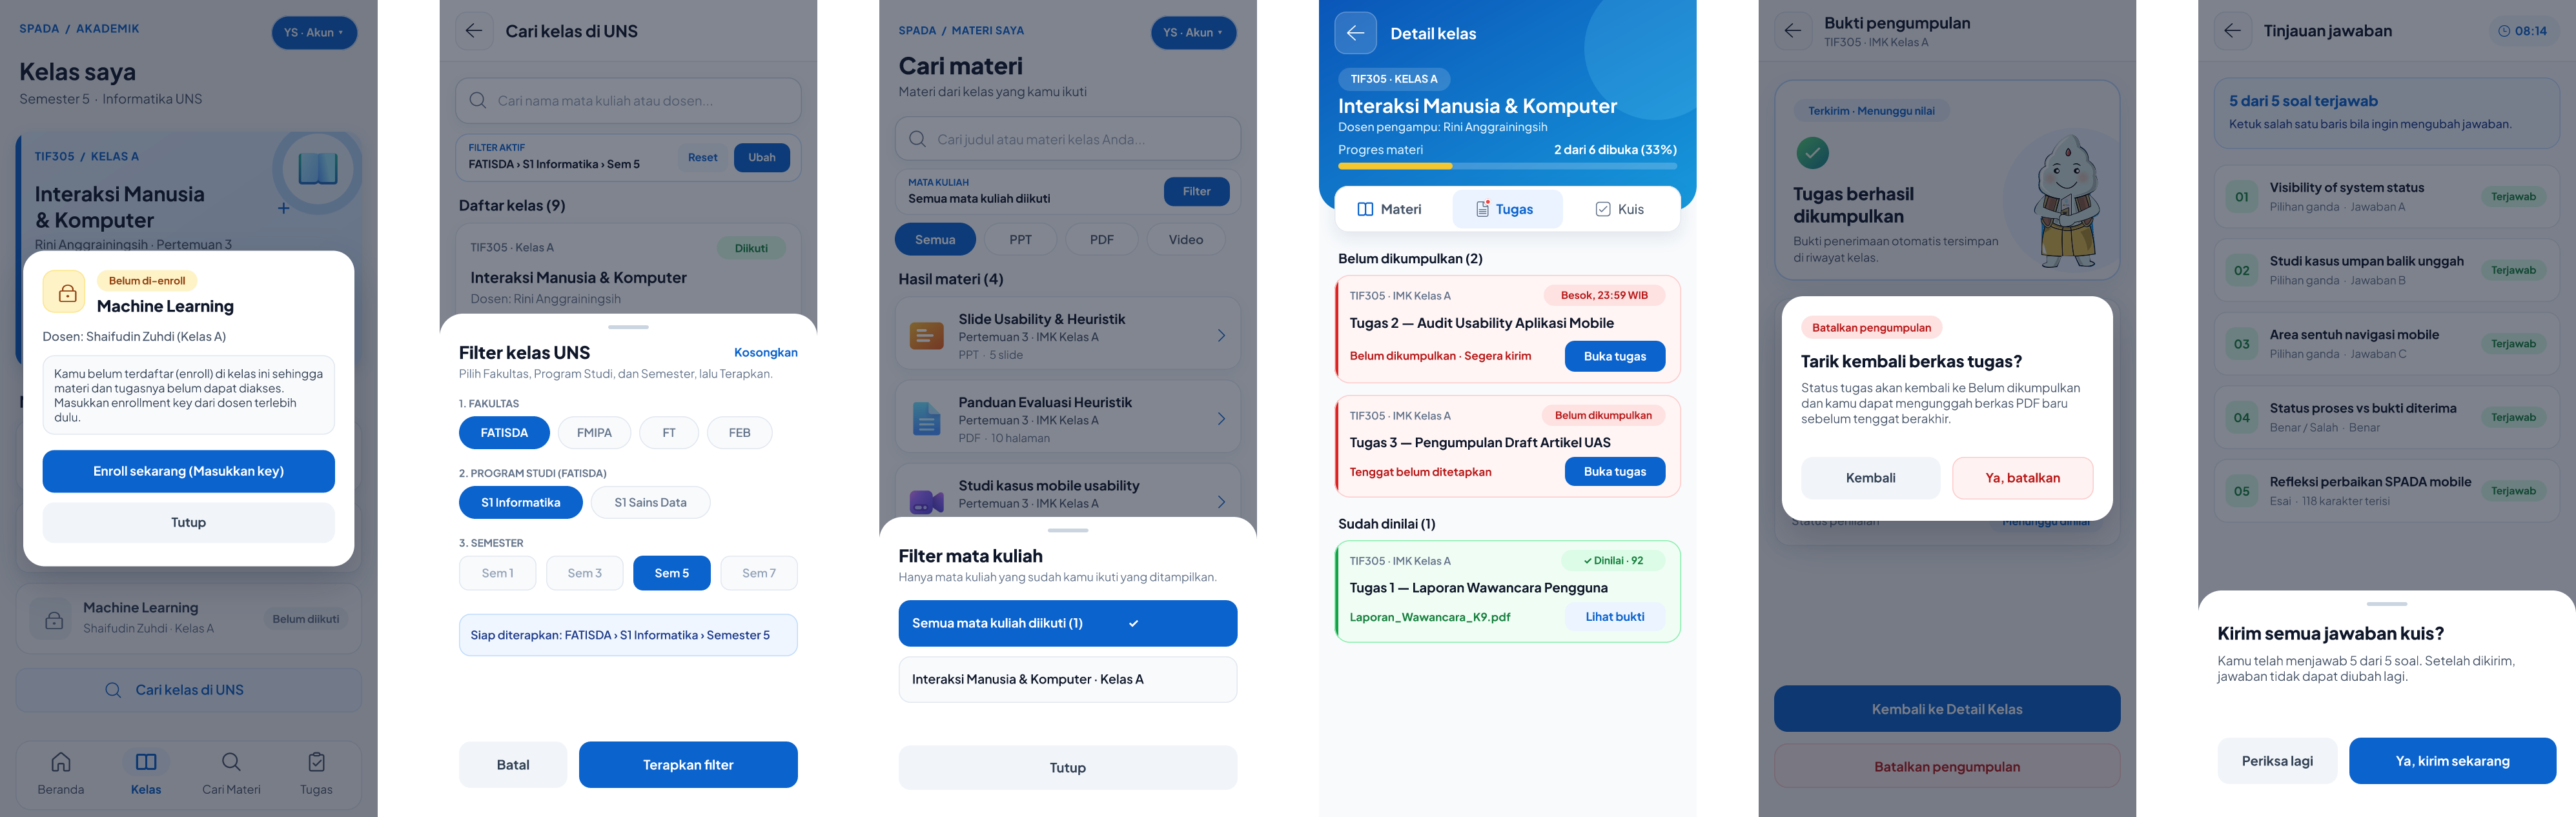 SPADA / AKADEMIK
YS · Akun
Kelas saya
Semester 5 · Informatika UNS
TIF305 / KELAS A
Interaksi Manusia
& Komputer
Rini Anggrainingsih · Pertemuan 3
Belum di-enroll
Machine Learning
Dosen: Shaifudin Zuhdi (Kelas A)
Kamu belum terdaftar (enroll) di kelas ini sehingga
materi dan tugasnya belum dapat diakses.
Masukkan enrollment key dari dosen terlebih
dulu.
Enroll sekarang (Masukkan key)
Tutup
Machine Learning
Shaifudin Zuhdi · Kelas A
Belum diikuti
Cari kelas di UNS
Beranda
Kelas
Cari Materi
Tugas
Cari kelas di UNS
Cari nama mata kuliah atau dosen...
FILTER AKTIF
FATISDA › S1 Informatika › Sem 5
Reset
Ubah
Daftar kelas (9)
TIF305 · Kelas A
Diikuti
Interaksi Manusia & Komputer
Dosen: Rini Anggrainingsih
Filter kelas UNS
Kosongkan
Pilih Fakultas, Program Studi, dan Semester, lalu Terapkan.
1. FAKULTAS
FATISDA
FMIPA
FT
FEB
2. PROGRAM STUDI (FATISDA)
S1 Informatika
S1 Sains Data
3. SEMESTER
Sem 1
Sem 3
Sem 5
Sem 7
Siap diterapkan: FATISDA › S1 Informatika › Semester 5
Batal
Terapkan filter
SPADA / MATERI SAYA
YS · Akun
Cari materi
Materi dari kelas yang kamu ikuti
Cari judul atau materi kelas Anda...
MATA KULIAH
Semua mata kuliah diikuti
Filter
Semua
PPT
PDF
Video
Hasil materi (4)
Slide Usability & Heuristik
Pertemuan 3 · IMK Kelas A
PPT · 5 slide
Panduan Evaluasi Heuristik
Pertemuan 3 · IMK Kelas A
PDF · 10 halaman
Studi kasus mobile usability
Pertemuan 3 · IMK Kelas A
Filter mata kuliah
Hanya mata kuliah yang sudah kamu ikuti yang ditampilkan.
Semua mata kuliah diikuti (1) ✓
Interaksi Manusia & Komputer · Kelas A
Tutup
Detail kelas
TIF305 · KELAS A
Interaksi Manusia & Komputer
Dosen pengampu: Rini Anggrainingsih
Progres materi
2 dari 6 dibuka (33%)
Materi
Tugas
Kuis
Belum dikumpulkan (2)
TIF305 · IMK Kelas A
Besok, 23:59 WIB
Tugas 2 — Audit Usability Aplikasi Mobile
Belum dikumpulkan · Segera kirim
Buka tugas
TIF305 · IMK Kelas A
Belum dikumpulkan
Tugas 3 — Pengumpulan Draft Artikel UAS
Tenggat belum ditetapkan
Buka tugas
Sudah dinilai (1)
TIF305 · IMK Kelas A
✓ Dinilai · 92
Tugas 1 — Laporan Wawancara Pengguna
Laporan_Wawancara_K9.pdf
Lihat bukti
Bukti pengumpulan
TIF305 · IMK Kelas A
Terkirim · Menunggu nilai
Tugas berhasil
dikumpulkan
Bukti penerimaan otomatis tersimpan
di riwayat kelas.
Batalkan pengumpulan
Tarik kembali berkas tugas?
Status tugas akan kembali ke Belum dikumpulkan
dan kamu dapat mengunggah berkas PDF baru
sebelum tenggat berakhir.
Kembali
Ya, batalkan
Status penilaian
Menunggu dinilai
Kembali ke Detail Kelas
Batalkan pengumpulan
Tinjauan jawaban
08:14
5 dari 5 soal terjawab
Ketuk salah satu baris bila ingin mengubah jawaban.
01
Visibility of system status
Pilihan ganda · Jawaban A
Terjawab
02
Studi kasus umpan balik unggah
Pilihan ganda · Jawaban B
Terjawab
03
Area sentuh navigasi mobile
Pilihan ganda · Jawaban C
Terjawab
04
Status proses vs bukti diterima
Benar / Salah · Benar
Terjawab
05
Refleksi perbaikan SPADA mobile
Esai · 118 karakter terisi
Terjawab
Kirim semua jawaban kuis?
Kamu telah menjawab 5 dari 5 soal. Setelah dikirim,
jawaban tidak dapat diubah lagi.
Periksa lagi
Ya, kirim sekarang